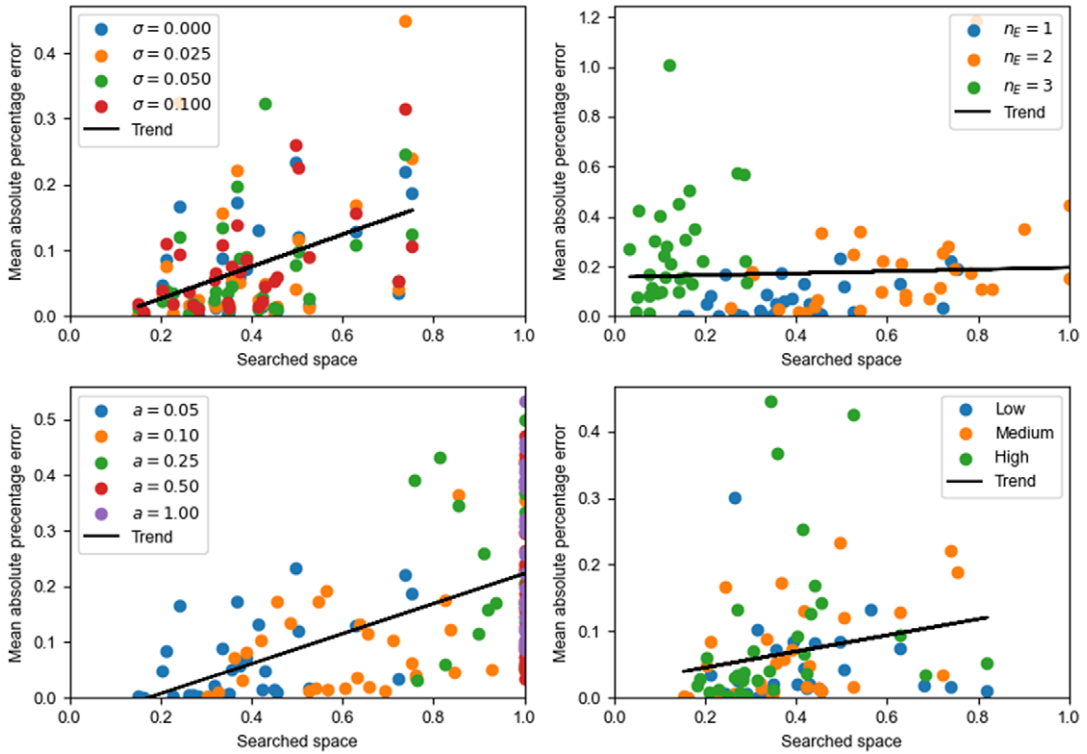 Mean absolute percentage error
0.4
0.3
0.2
0.1
0.0
σ = 0.000
σ = 0.025
σ = 0.050
σ = 0.100
Trend
0.0 0.2 0.4 0.6 0.8 1.0
Searched space
Mean absolute percentage error
1.2
1.0
0.8
0.6
0.4
0.2
0.0
n_E = 1
n_E = 2
n_E = 3
Trend
0.0 0.2 0.4 0.6 0.8 1.0
Searched space
Mean absolute precentage error
0.5
0.4
0.3
0.2
0.1
0.0
a = 0.05
a = 0.10
a = 0.25
a = 0.50
a = 1.00
Trend
0.0 0.2 0.4 0.6 0.8 1.0
Searched space
Mean absolute percentage error
0.4
0.3
0.2
0.1
0.0
Low
Medium
High
Trend
0.0 0.2 0.4 0.6 0.8 1.0
Searched space